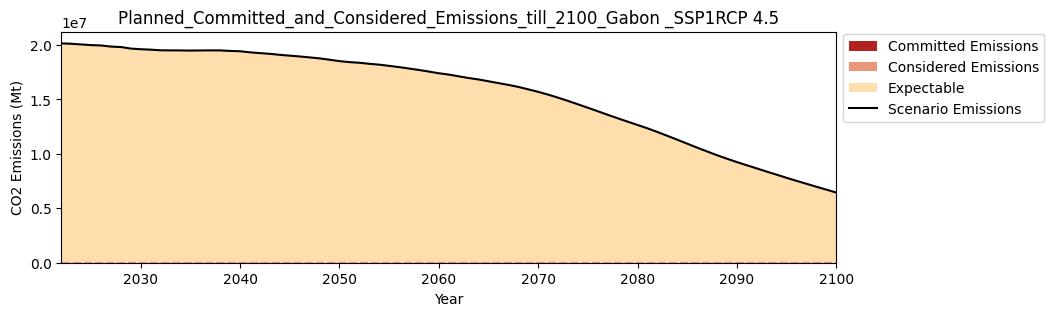 Planned_Committed_and_Considered_Emissions_till_2100_Gabon _SSP1RCP 4.5
1e7
2.0
1.5
1.0
0.5
0.0
CO2 Emissions (Mt)
2030 2040 2050 2060 2070 2080 2090 2100
Year
Committed Emissions
Considered Emissions
Expectable
Scenario Emissions